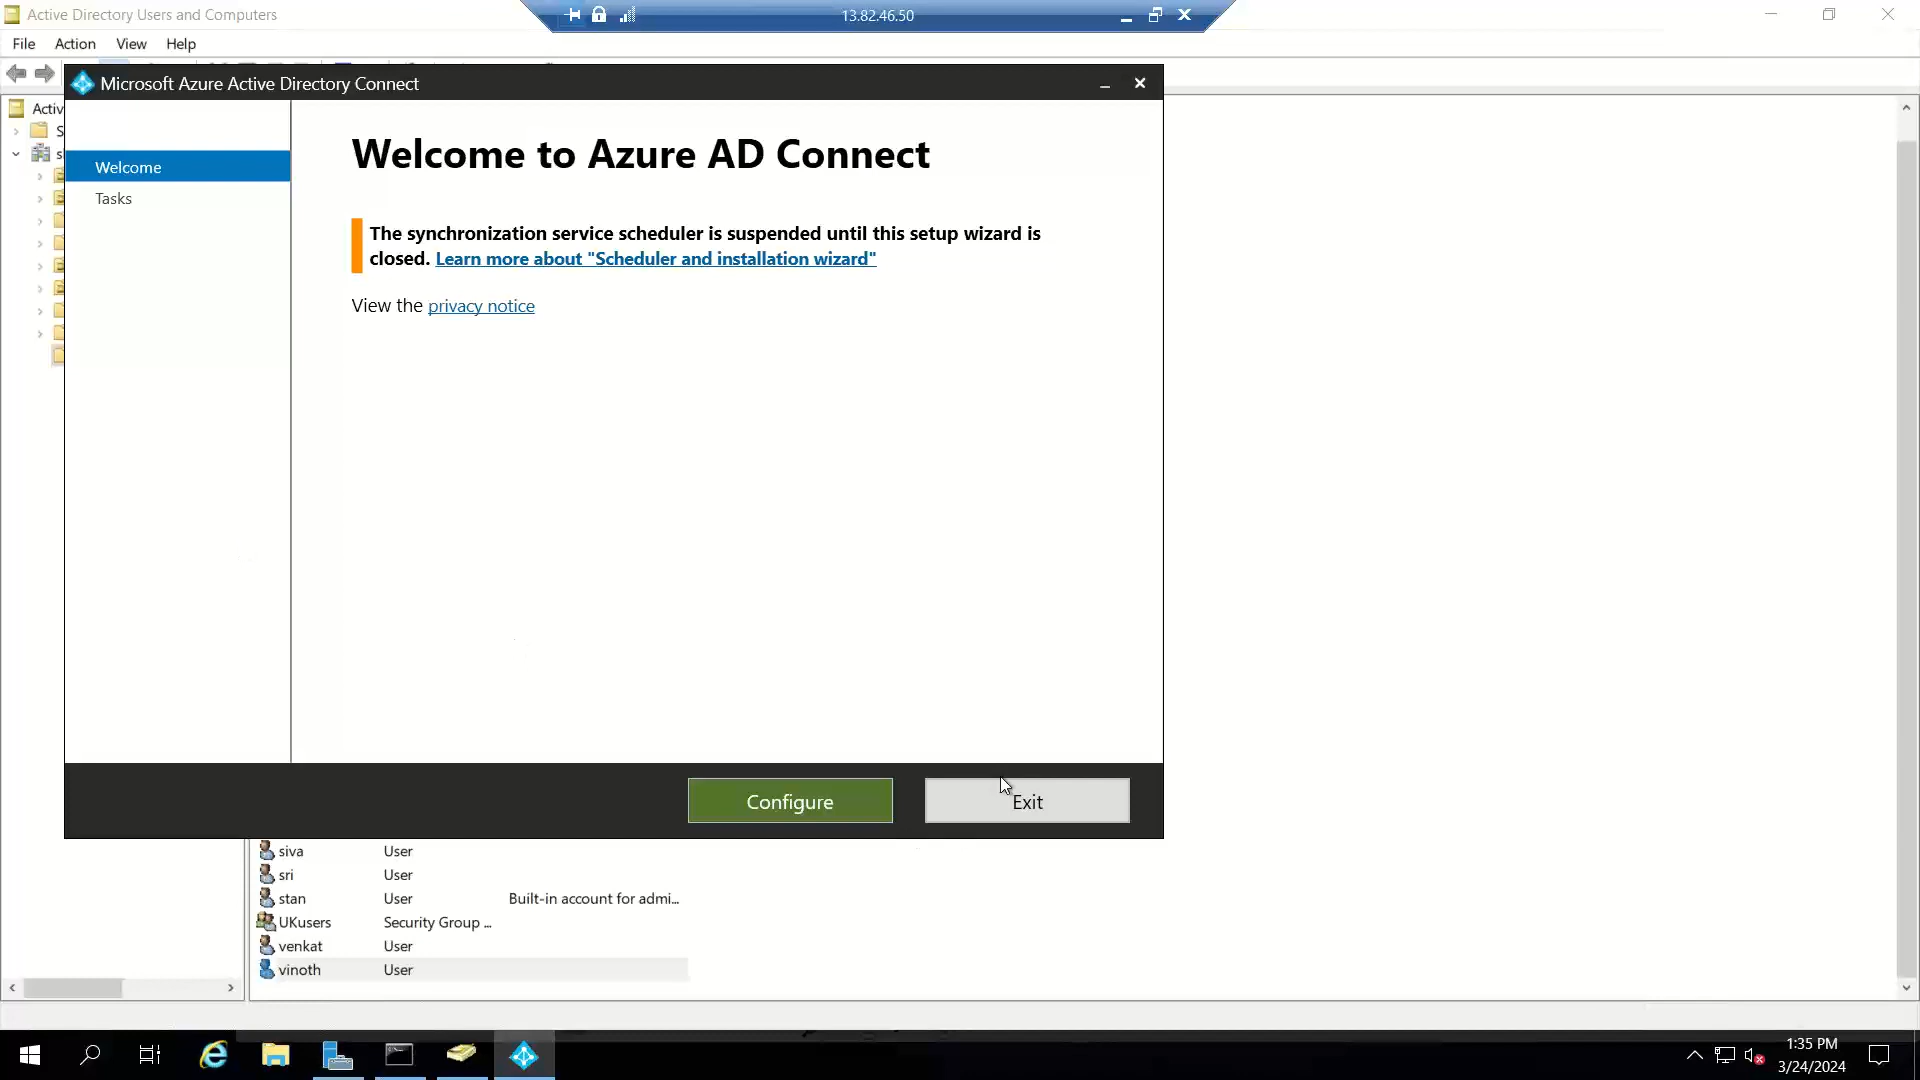 Active Directory Users and Computers
13.82.46.50
File Action View Help
Microsoft Azure Active Directory Connect
Activ
S
s
Welcome
Tasks
Welcome to Azure AD Connect
The synchronization service scheduler is suspended until this setup wizard is
closed. Learn more about "Scheduler and installation wizard"
View the privacy notice
Configure
Exit
siva User
sri User
stan User Built-in account for admi...
UKusers Security Group ...
venkat User
vinoth User
1:35 PM
3/24/2024